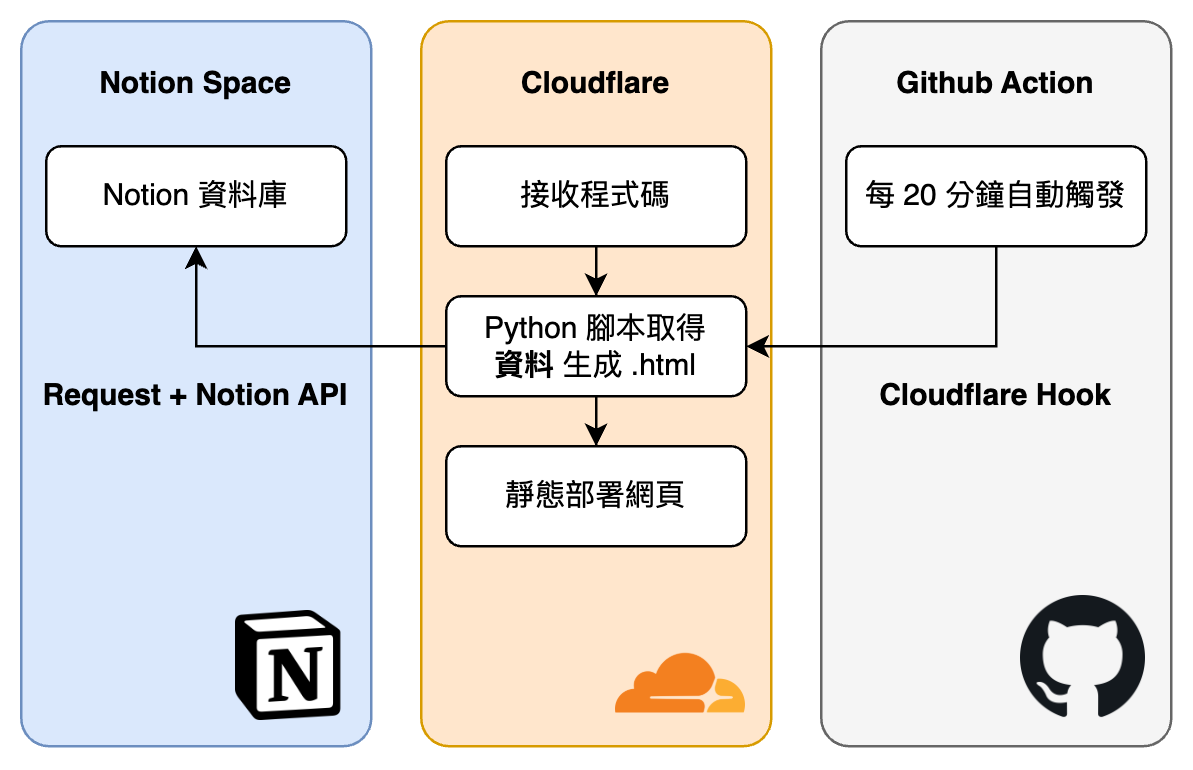 Notion Space
Notion 資料庫
Request + Notion API
N
Cloudflare
接收程式碼
Python 腳本取得
資料 生成 .html
靜態部署網頁
Github Action
每 20 分鐘自動觸發
Cloudflare Hook